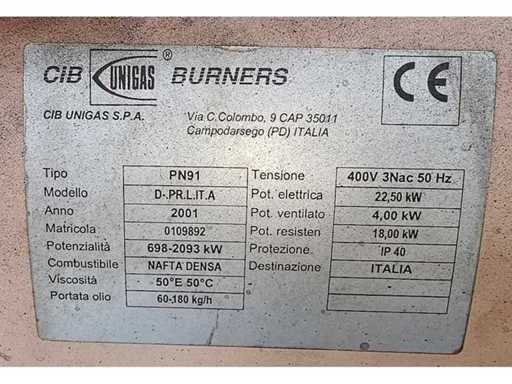 CIB UNIGAS ® BURNERS CE
CIB UNIGAS S.P.A. Via C.Colombo, 9 CAP 35011
Campodarsego (PD) ITALIA
Tipo PN91 Tensione 400V 3Nac 50 Hz
Modello D-.PR.L.IT.A Pot. elettrica 22,50 kW
Anno 2001 Pot. ventilato 4,00 kW
Matricola 0109892 Pot. resisten 18,00 kW
Potenzialità 698-2093 kW Protezione. IP 40
Combustibile NAFTA DENSA Destinazione ITALIA
Viscosità 50°E 50°C
Portata olio 60-180 kg/h